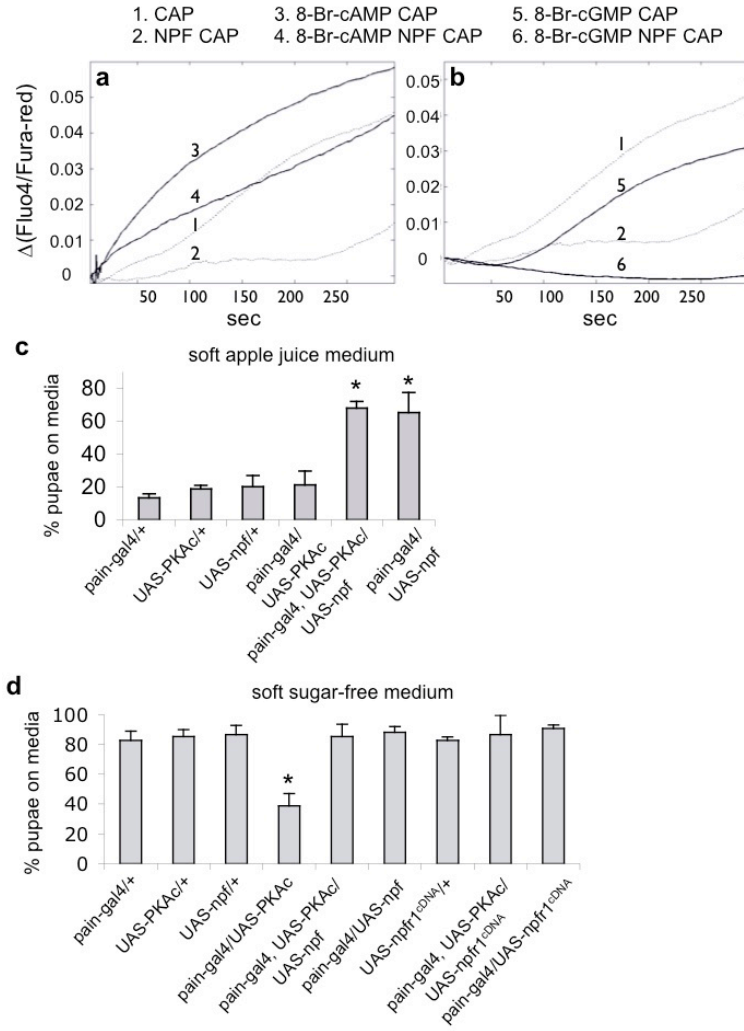 1. CAP 3. 8-Br-cAMP CAP 5. 8-Br-cGMP CAP
2. NPF CAP 4. 8-Br-cAMP NPF CAP 6. 8-Br-cGMP NPF CAP
a
Δ(Fluo4/Fura-red)
0.05
0.04
0.03
0.02
0.01
0
3
4
1
2
50 100 150 200 250
sec
b
0.05
0.04
0.03
0.02
0.01
0
1
5
2
6
50 100 150 200 250
sec
c
soft apple juice medium
% pupae on media
80
60
40
20
0
* *
pain-gal4/+
UAS-PKAc/+
UAS-npf/+
pain-gal4/
UAS-PKAc
pain-gal4, UAS-PKAc/
UAS-npf
pain-gal4/
UAS-npf
d
soft sugar-free medium
% pupae on media
100
80
60
40
20
0
*
pain-gal4/+
UAS-PKAc/+
UAS-npf/+
pain-gal4/UAS-PKAc
pain-gal4, UAS-PKAc/
UAS-npf
pain-gal4/UAS-npf
UAS-npfr1cDNA/+
pain-gal4, UAS-PKAc/
UAS-npfr1cDNA
pain-gal4/UAS-npfr1cDNA